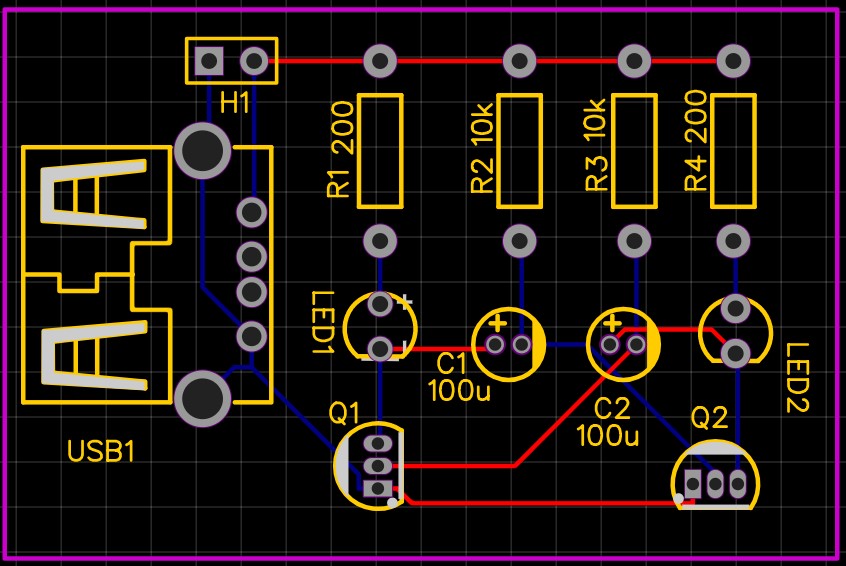 H1
R1 200
R2 10k
R3 10k
R4 200
LED1
+
+
+
C1
100u
C2
100u
LED2
Q1
Q2
USB1